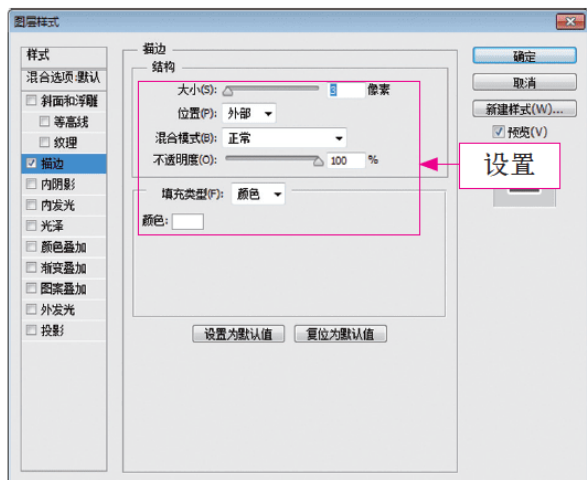 图层样式
样式
混合选项:默认
斜面和浮雕
等高线
纹理
描边
内阴影
内发光
光泽
颜色叠加
渐变叠加
图案叠加
外发光
投影
描边
结构
大小(S): 3 像素
位置(P): 外部
混合模式(B): 正常
不透明度(O): 100 %
填充类型(F): 颜色
颜色:
设置为默认值 复位为默认值
确定
取消
新建样式(W)...
预览(V)
设置